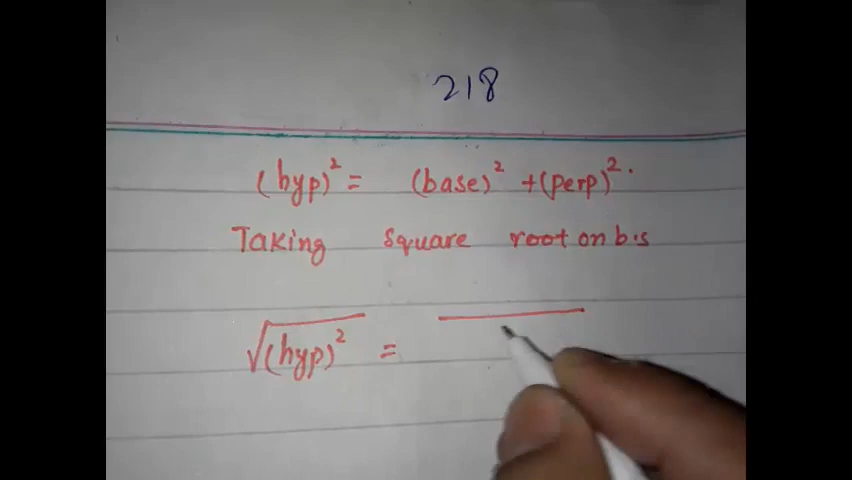 218
(hyp)² = (base)² + (perp)².
Taking Square root on b.s
√(hyp)² =